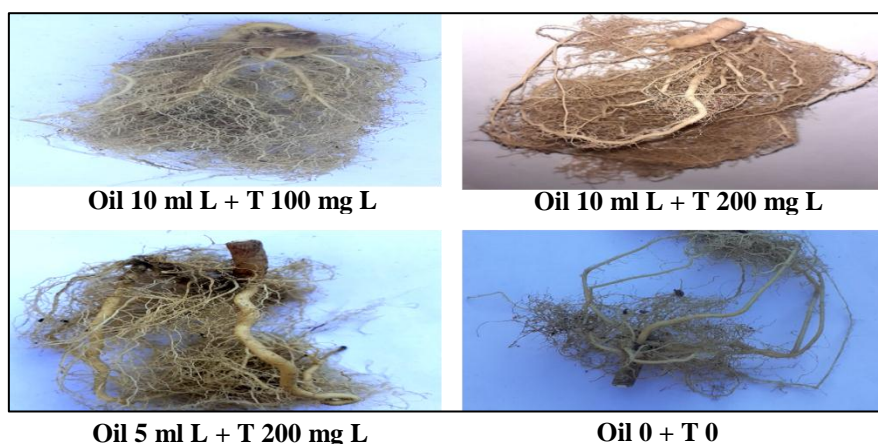 Oil 10 ml L + T 100 mg L
Oil 10 ml L + T 200 mg L
Oil 5 ml L + T 200 mg L
Oil 0 + T 0